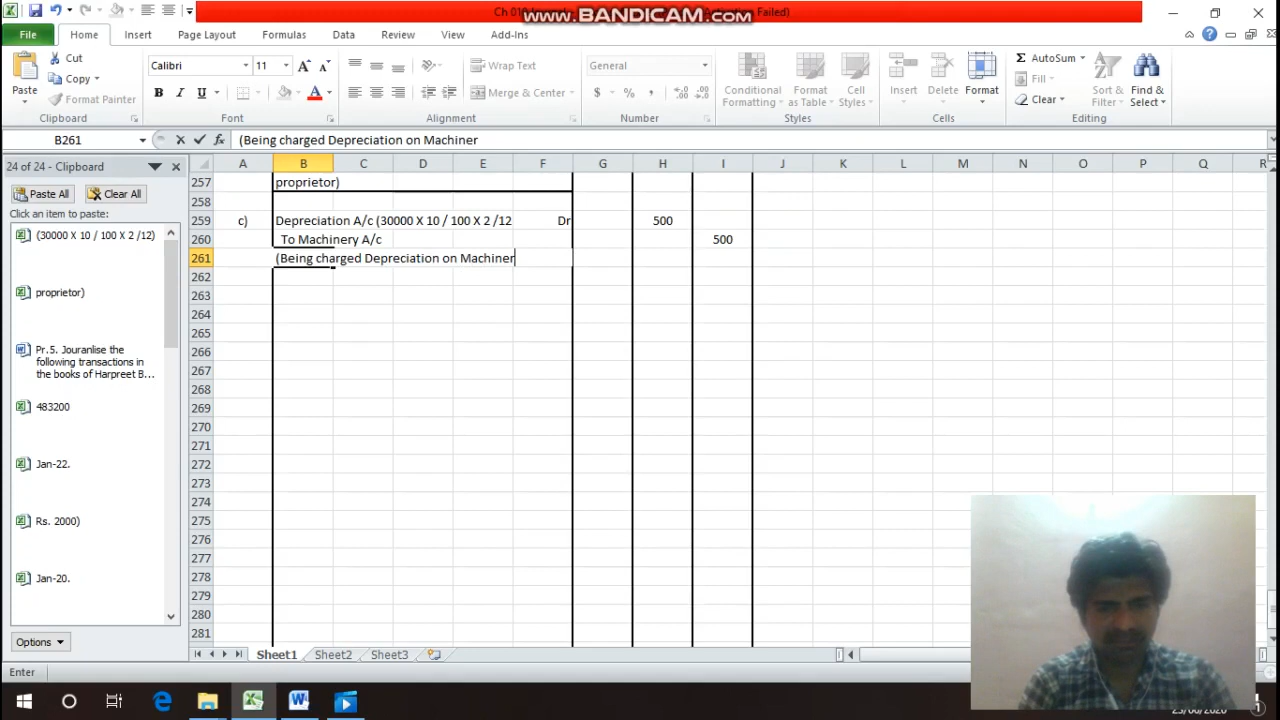 Ch 010
www.BANDICAM.com
Failed)
File Home Insert Page Layout Formulas Data Review View Add-Ins
Paste Cut Copy Format Painter
Calibri 11 Wrap Text Merge & Center General
Conditional Formatting Format as Table Cell Styles Insert Delete Format
AutoSum Fill Clear Sort & Filter Find & Select
Clipboard Font Alignment Number Styles Cells Editing
B261 fx (Being charged Depreciation on Machiner
24 of 24 - Clipboard
Paste All Clear All
Click an item to paste:
(30000 X 10 / 100 X 2 /12)
proprietor)
Pr.5. Jouranlise the
following transactions in
the books of Harpreet B...
483200
Jan-22.
Rs. 2000)
Jan-20.
Options
A B C D E F G H I J K L M N O P Q R
257 proprietor)
258
259 c) Depreciation A/c (30000 X 10 / 100 X 2 /12 Dr 500
260 To Machinery A/c 500
261 (Being charged Depreciation on Machiner
262
263
264
265
266
267
268
269
270
271
272
273
274
275
276
277
278
279
280
281
Sheet1 Sheet2 Sheet3
Enter